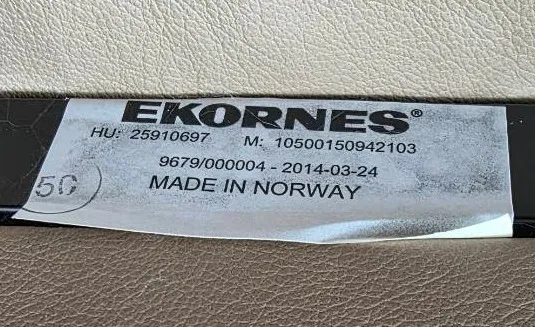 EKORNES®
HU: 25910697 M: 10500150942103
9679/000004 - 2014-03-24
MADE IN NORWAY
50